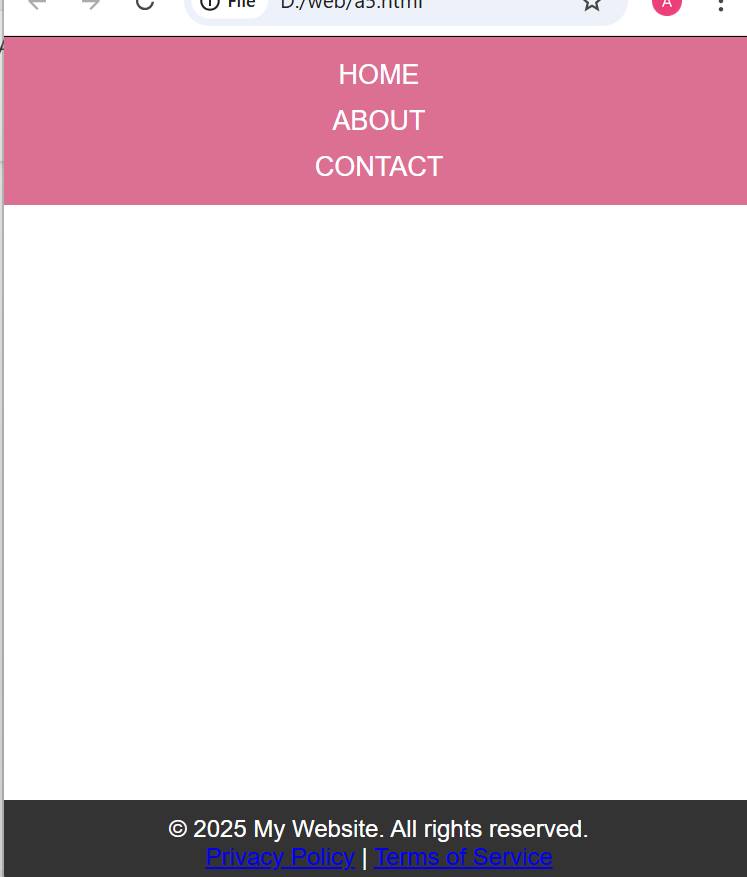 File D:/web/a5.html A
HOME
ABOUT
CONTACT
© 2025 My Website. All rights reserved.
Privacy Policy | Terms of Service